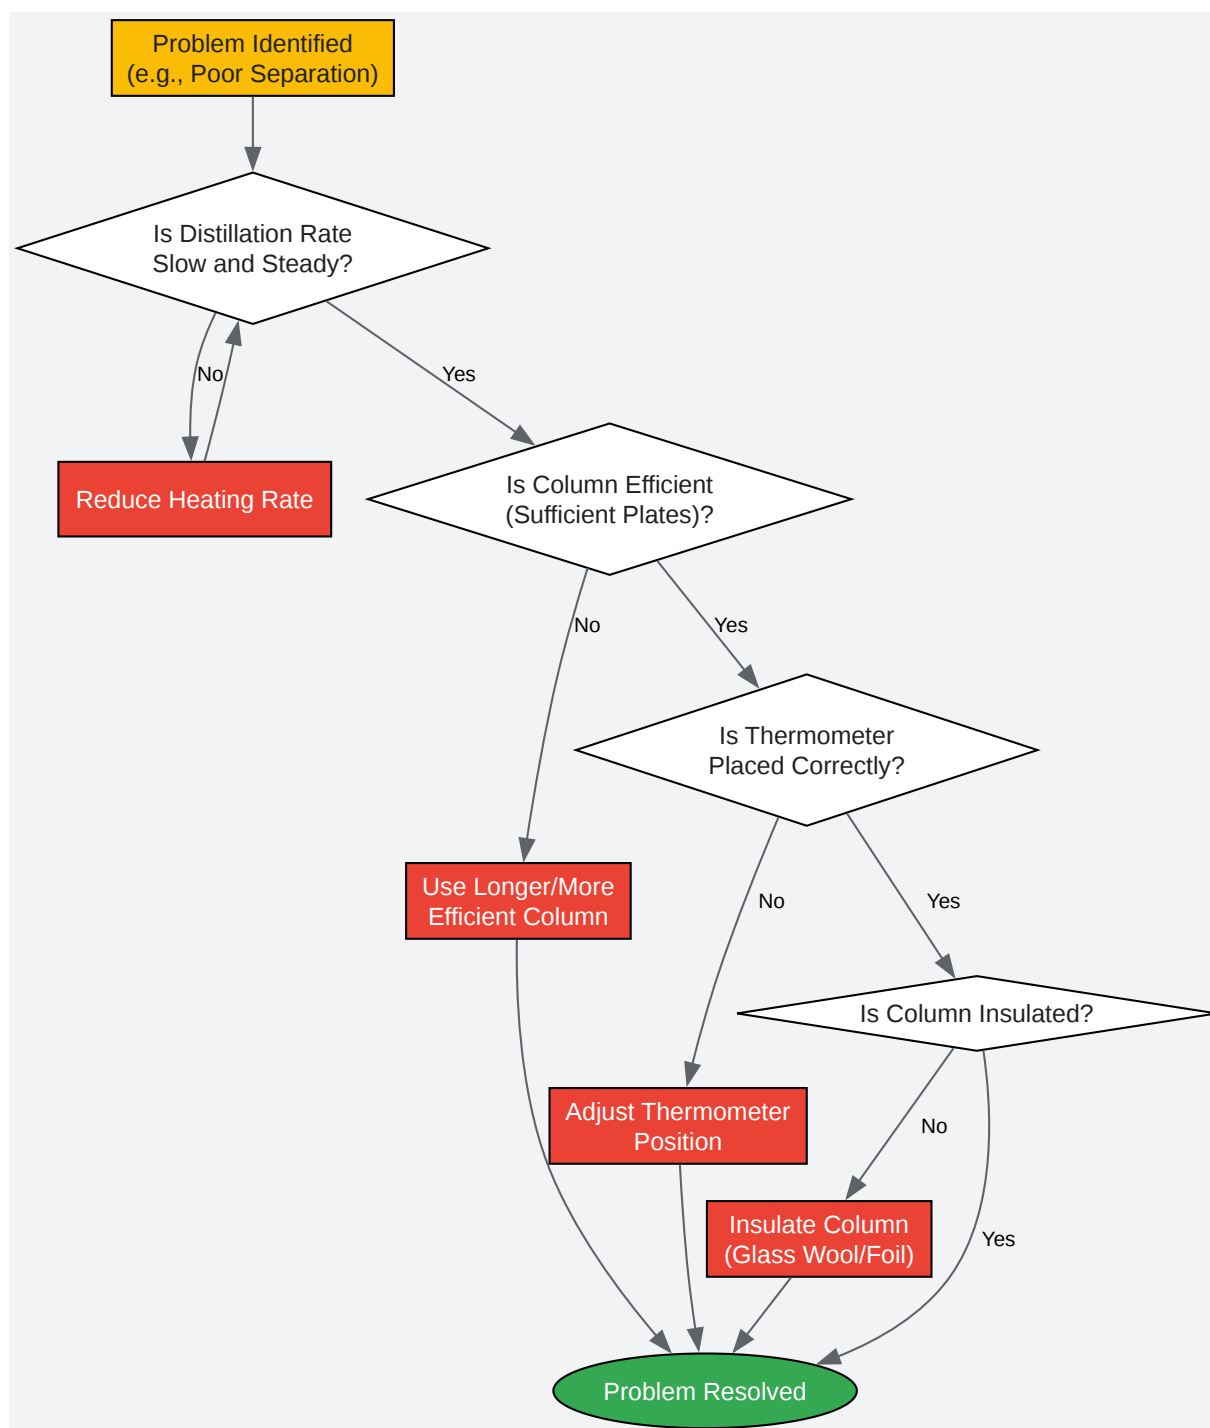 Problem Identified
(e.g., Poor Separation)
Is Distillation Rate
Slow and Steady?
No
Yes
Reduce Heating Rate
Is Column Efficient
(Sufficient Plates)?
No
Yes
Is Thermometer
Placed Correctly?
Use Longer/More
Efficient Column
No
Yes
Is Column Insulated?
Adjust Thermometer
Position
No
Insulate Column
(Glass Wool/Foil)
Yes
Problem Resolved